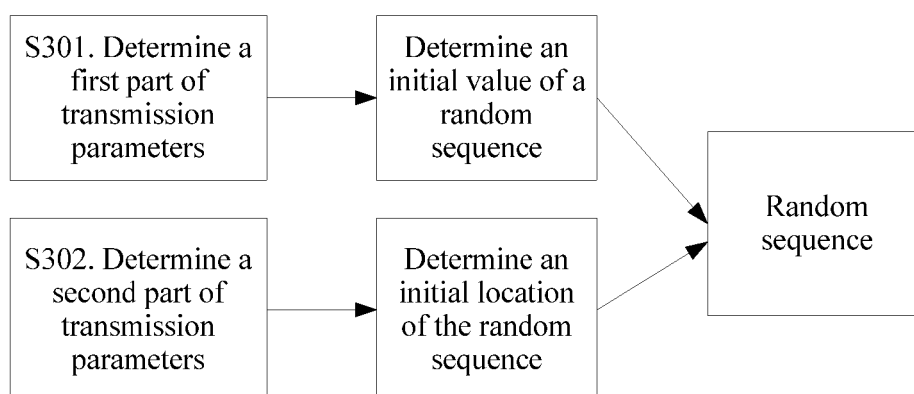 S301. Determine a
first part of
transmission
parameters
Determine an
initial value of a
random
sequence
S302. Determine a
second part of
transmission
parameters
Determine an
initial location
of the random
sequence
Random
sequence